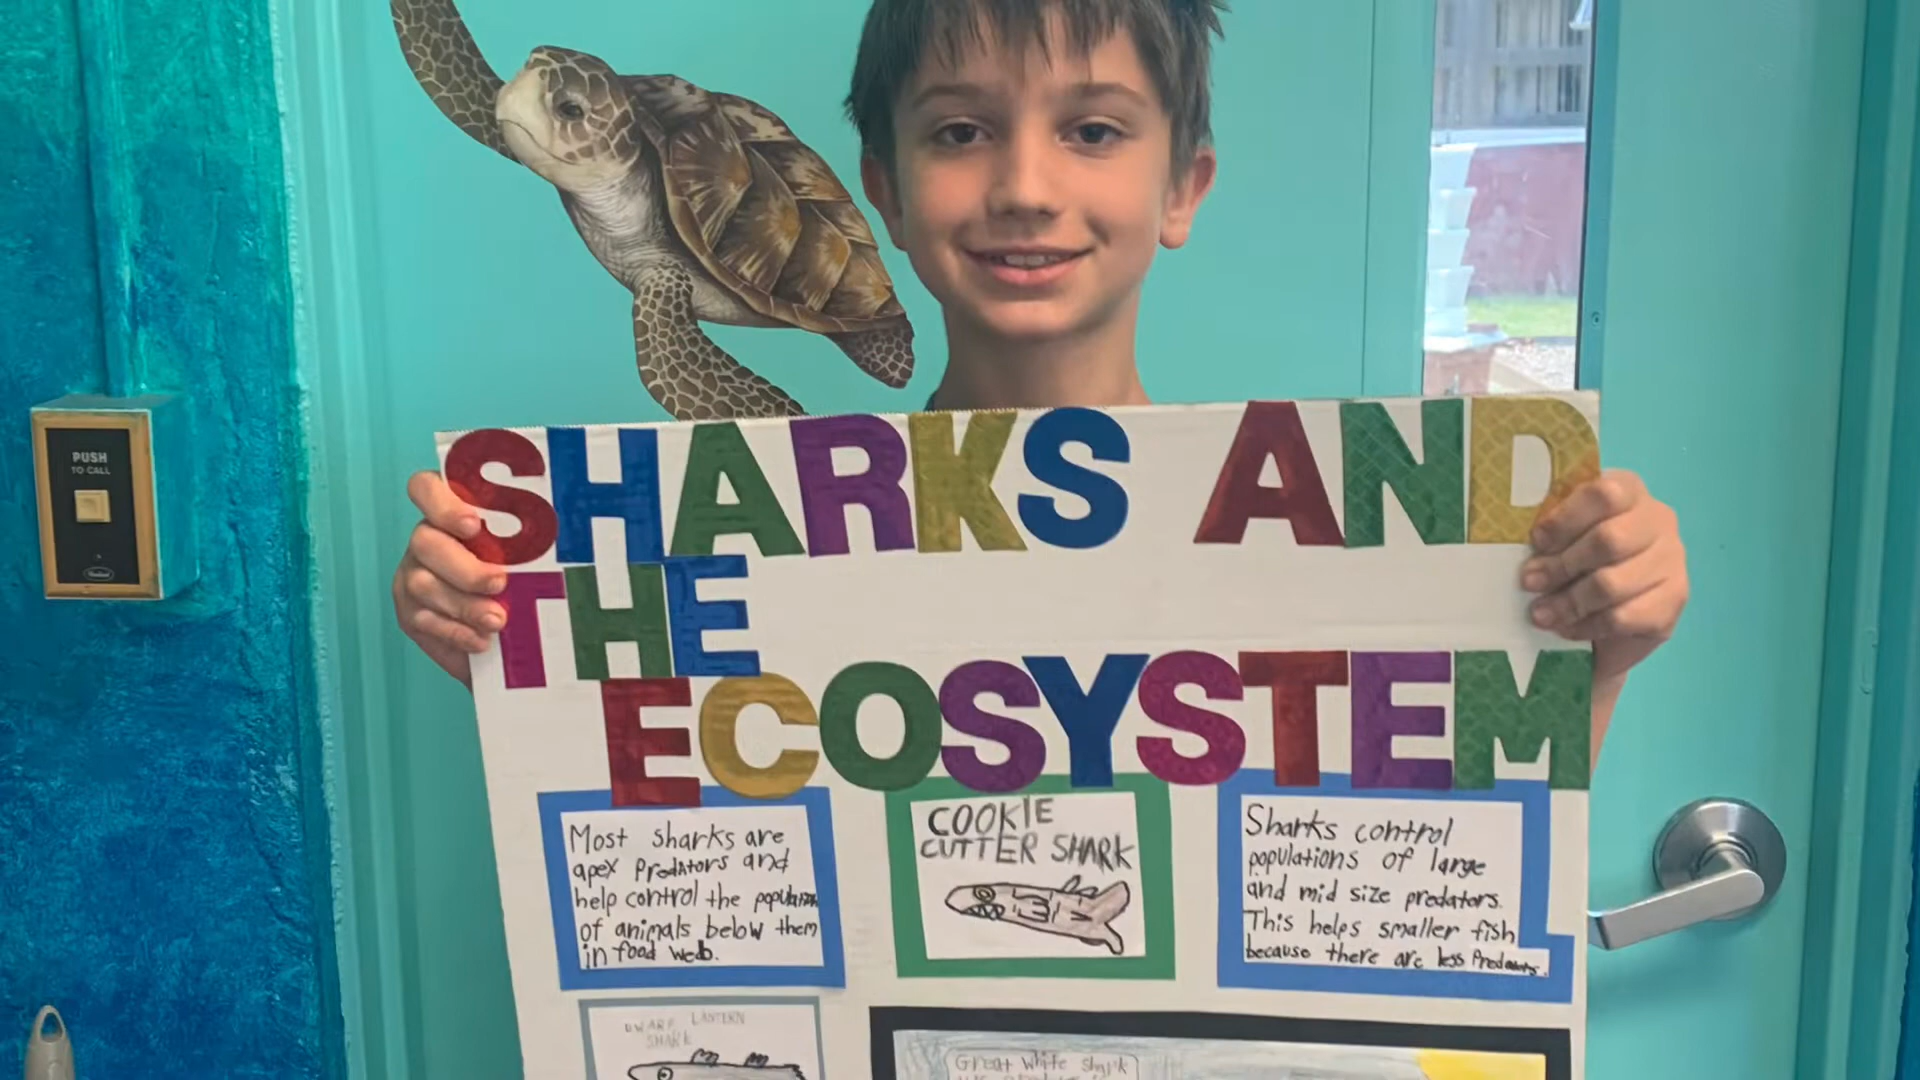 PUSH
TO CALL
SHARKS AND
THE
ECOSYSTEM
Most sharks are
apex predators and
help control the population
of animals below them
in food web.
COOKIE
CUTTER SHARK
Sharks control
populations of large
and mid size predators.
This helps smaller fish
because there are less predators.
DWARF LANTERN
SHARK
Great white shark